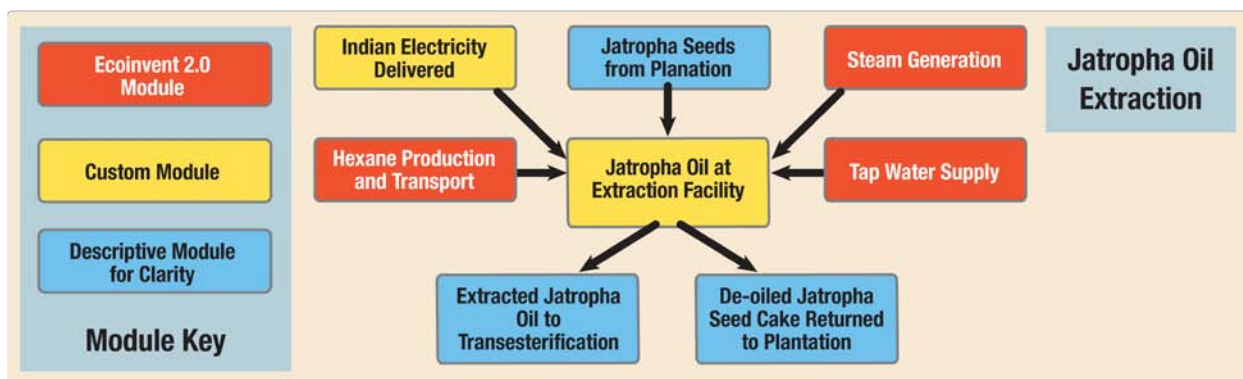 Ecoinvent 2.0
Module
Custom Module
Descriptive Module
for Clarity
Module Key
Indian Electricity
Delivered
Jatropha Seeds
from Planation
Steam Generation
Jatropha Oil
Extraction
Hexane Production
and Transport
Jatropha Oil at
Extraction Facility
Tap Water Supply
Extracted Jatropha
Oil to
Transesterification
De-oiled Jatropha
Seed Cake Returned
to Plantation